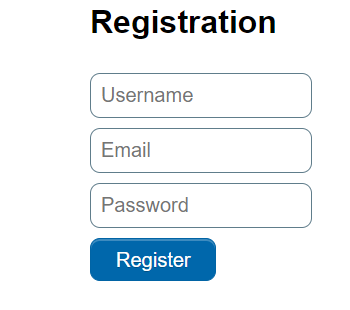 Registration
Username
Email
Password
Register